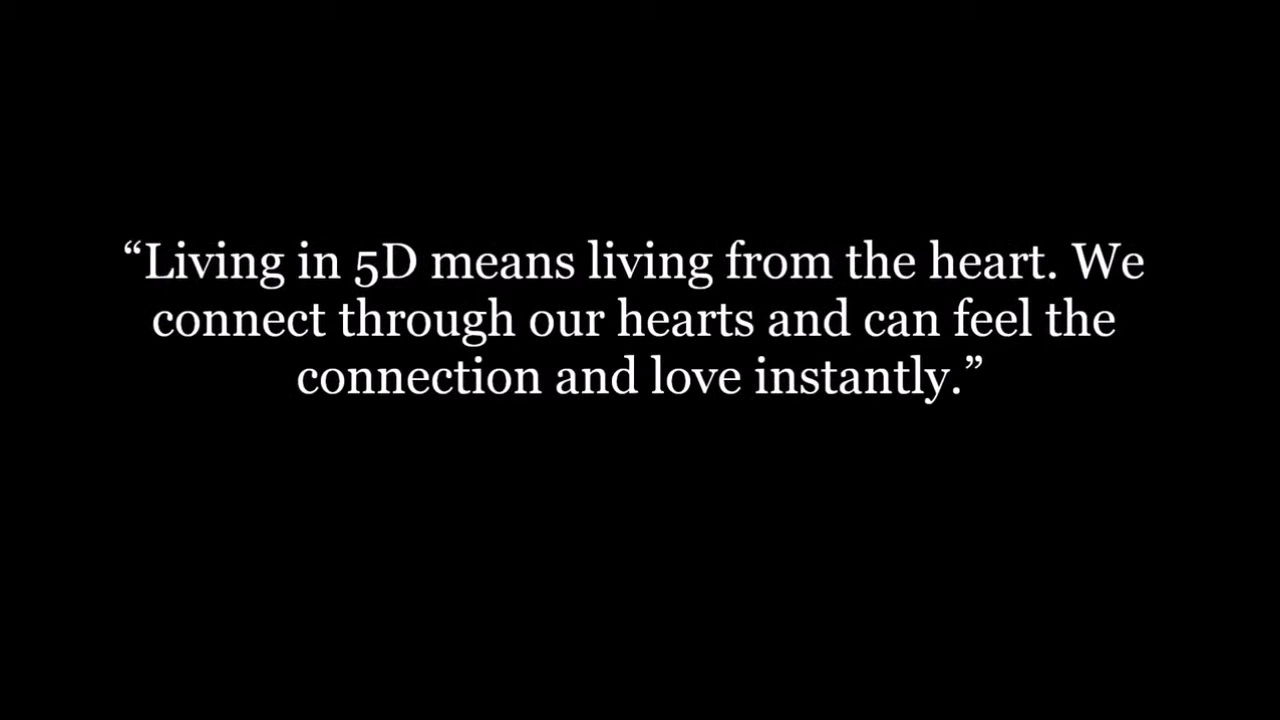 “Living in 5D means living from the heart. We
connect through our hearts and can feel the
connection and love instantly.”